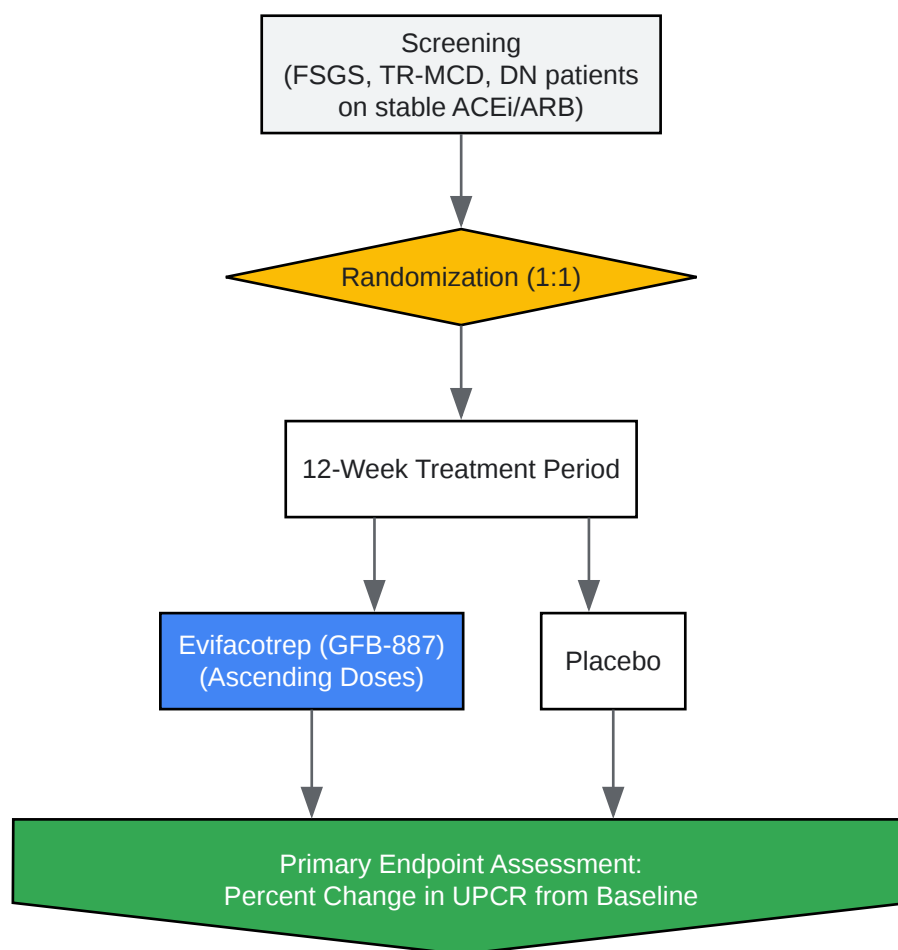 Screening
(FSGS, TR-MCD, DN patients
on stable ACEi/ARB)
Randomization (1:1)
12-Week Treatment Period
Evifacotrep (GFB-887)
(Ascending Doses)
Placebo
Primary Endpoint Assessment:
Percent Change in UPCR from Baseline